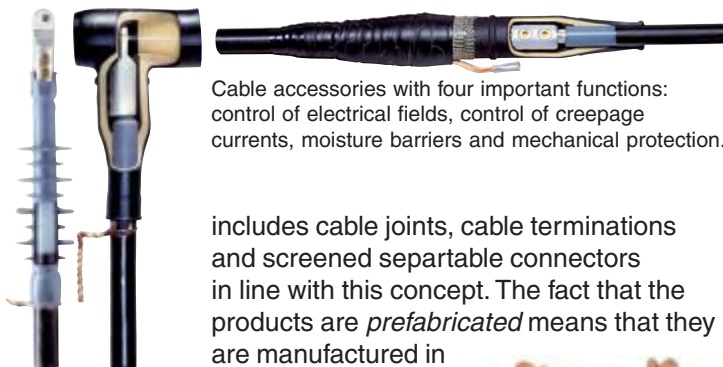 Cable accessories with four important functions:
control of electrical fields, control of creepage
currents, moisture barriers and mechanical protection.
includes cable joints, cable terminations
and screened separtable connectors
in line with this concept. The fact that the
products are prefabricated means that they
are manufactured in